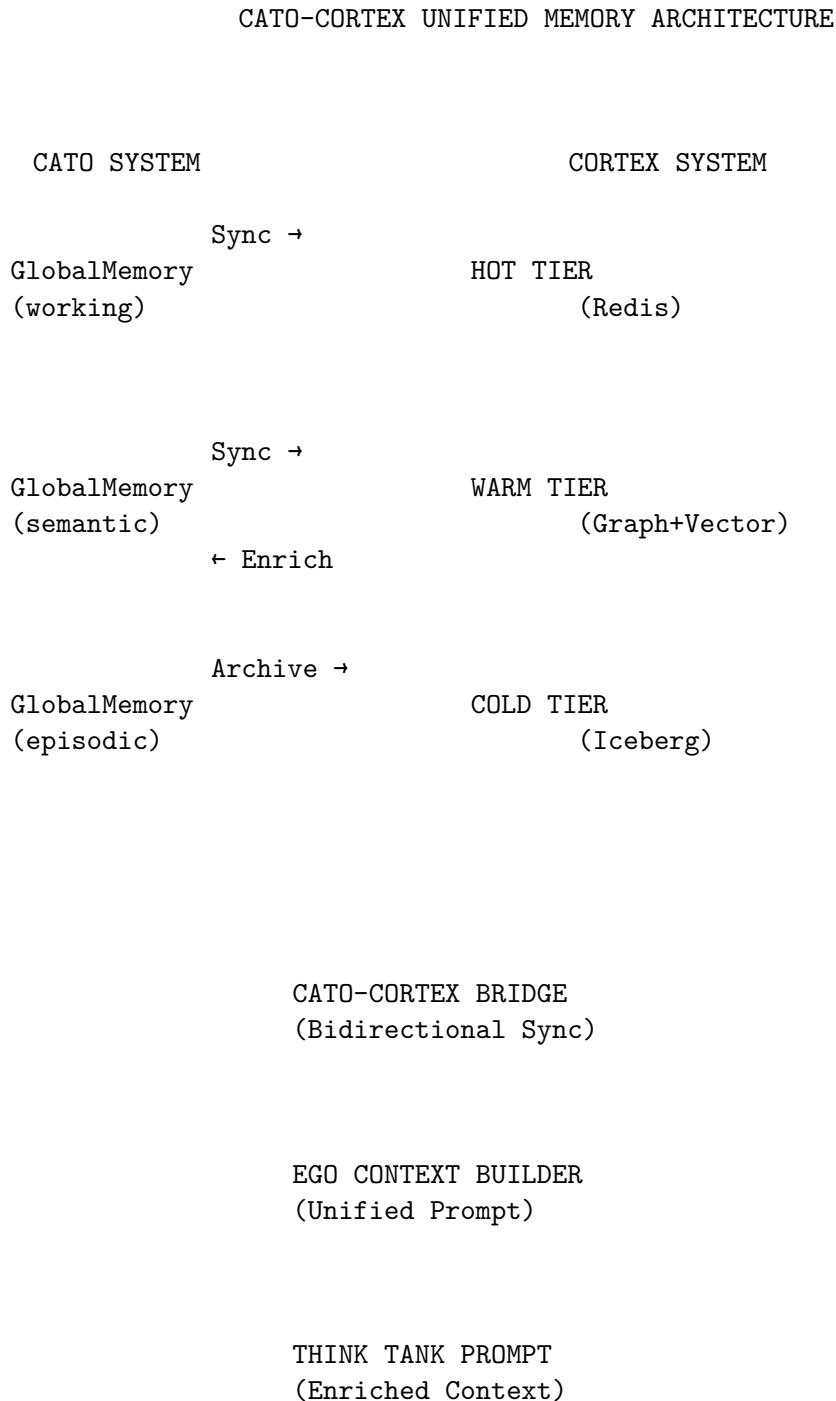 CATO-CORTEX UNIFIED MEMORY ARCHITECTURE
CATO SYSTEM CORTEX SYSTEM
Sync →
GlobalMemory HOT TIER
(working) (Redis)
Sync →
GlobalMemory WARM TIER
(semantic) (Graph+Vector)
← Enrich
Archive →
GlobalMemory COLD TIER
(episodic) (Iceberg)
CATO-CORTEX BRIDGE
(Bidirectional Sync)
EGO CONTEXT BUILDER
(Unified Prompt)
THINK TANK PROMPT
(Enriched Context)